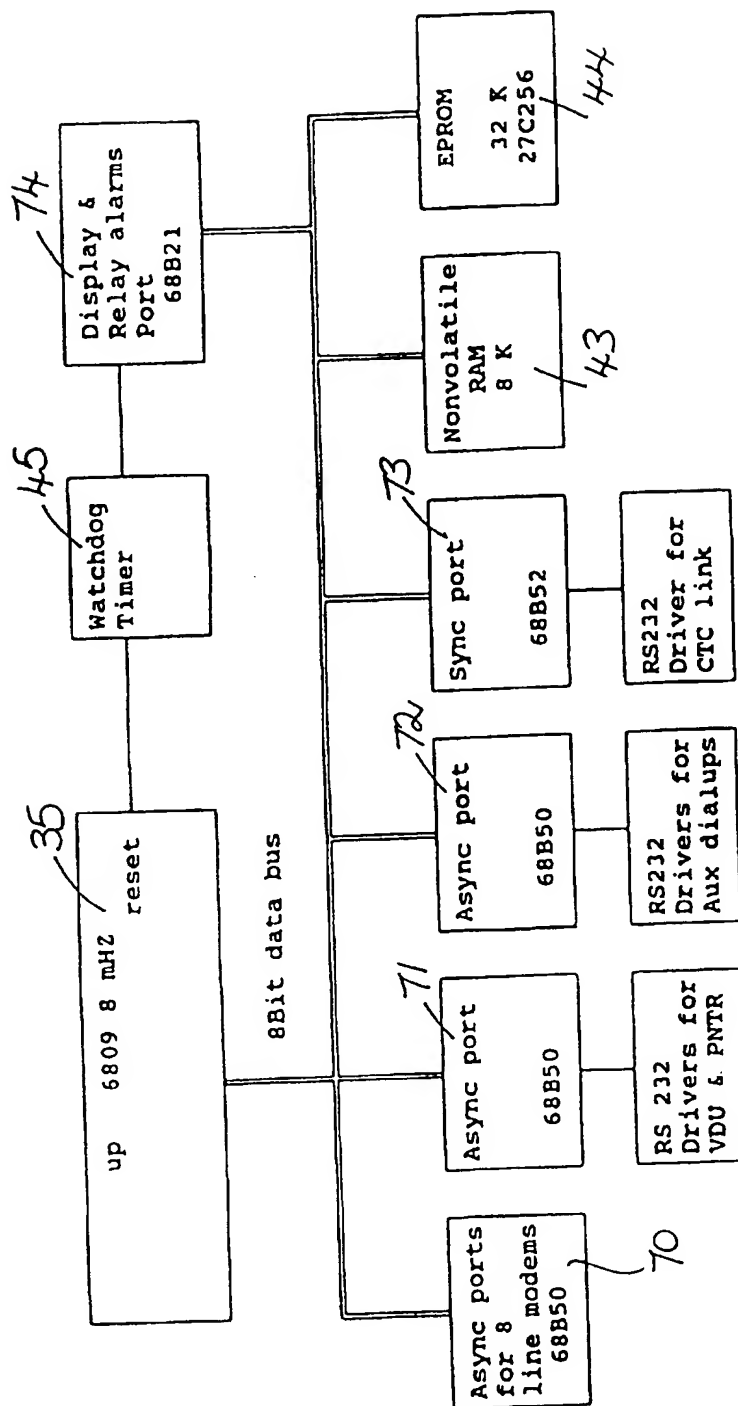 35
up 6809 8 mHZ
reset
45
Watchdog
Timer
74
Display &
Relay alarms
Port
68B21
8Bit data bus
Async ports
for 8
line modems
68B50
70
71
Async port
68B50
RS 232
Drivers for
VDU & PNTR
72
Async port
68B50
RS232
Drivers for
Aux dialups
73
Sync port
68B52
RS232
Driver for
CTC link
Nonvolatile
RAM
8 K
43
EPROM
32 K
27C256
44